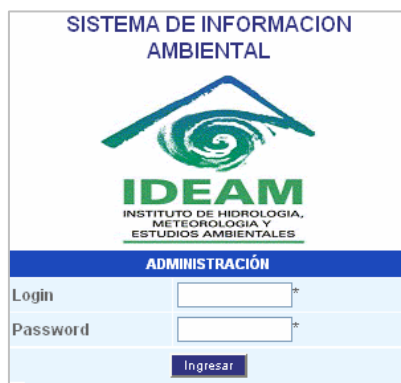 SISTEMA DE INFORMACION
AMBIENTAL
IDEAM
INSTITUTO DE HIDROLOGIA,
METEOROLOGIA Y
ESTUDIOS AMBIENTALES
ADMINISTRACIÓN
Login *
Password *
Ingresar